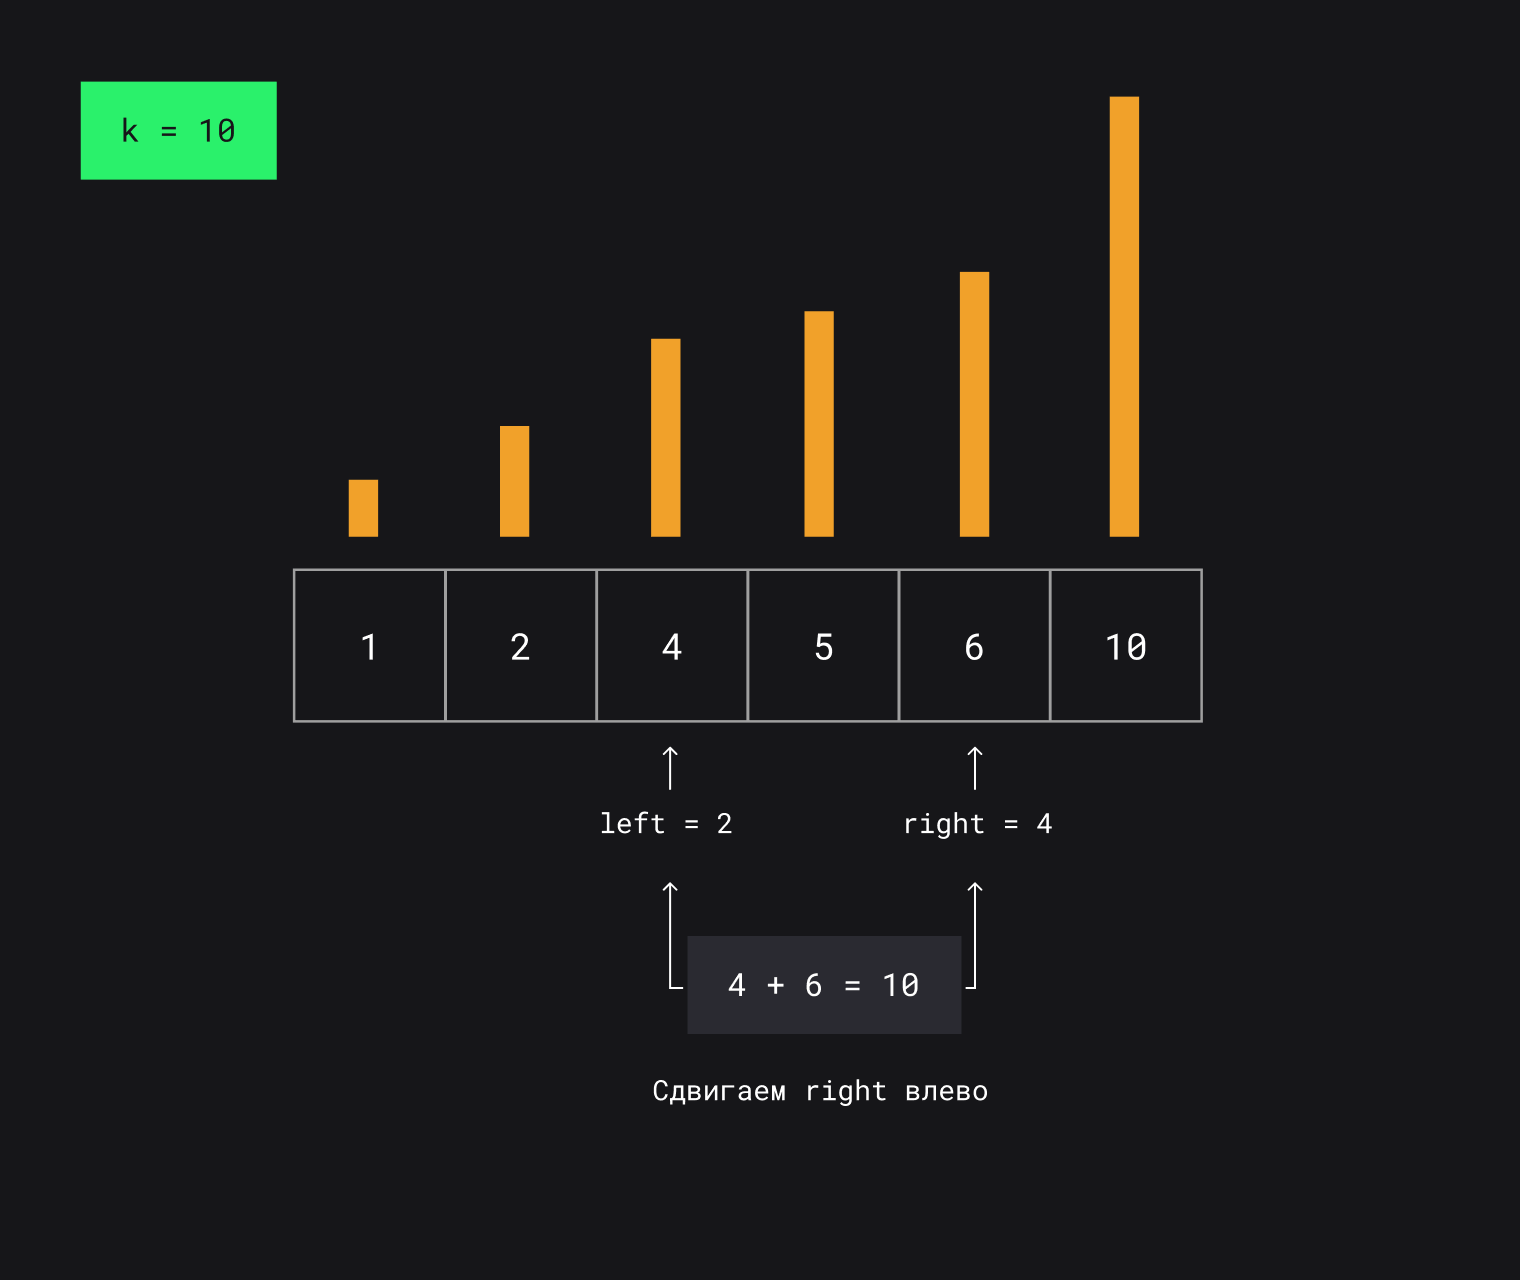 k = 10
1 2 4 5 6 10
left = 2 right = 4
4 + 6 = 10
Сдвигаем right влево